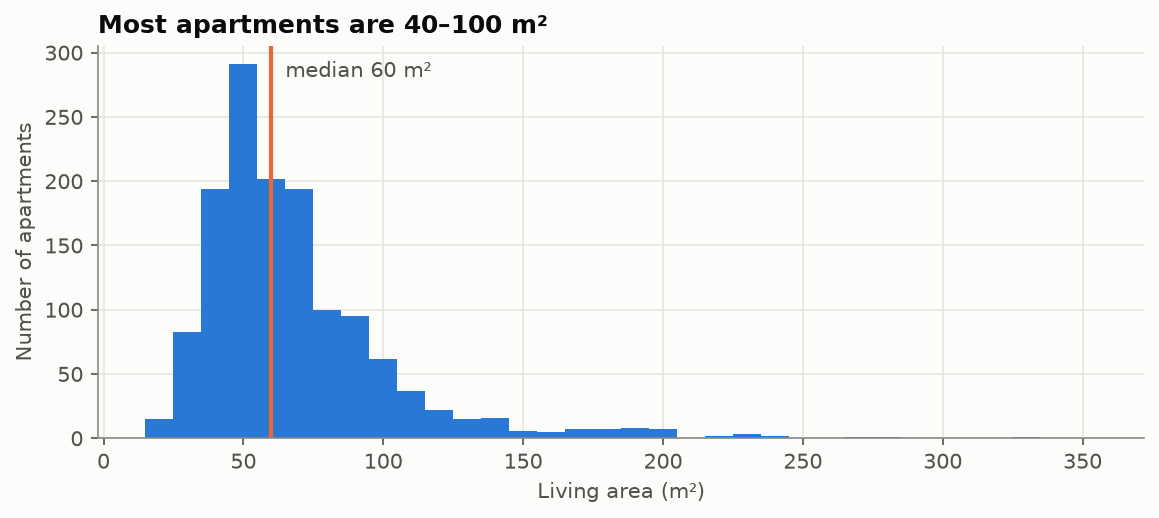 Most apartments are 40–100 m²
median 60 m²
Number of apartments
300
250
200
150
100
50
0
0 50 100 150 200 250 300 350
Living area (m²)